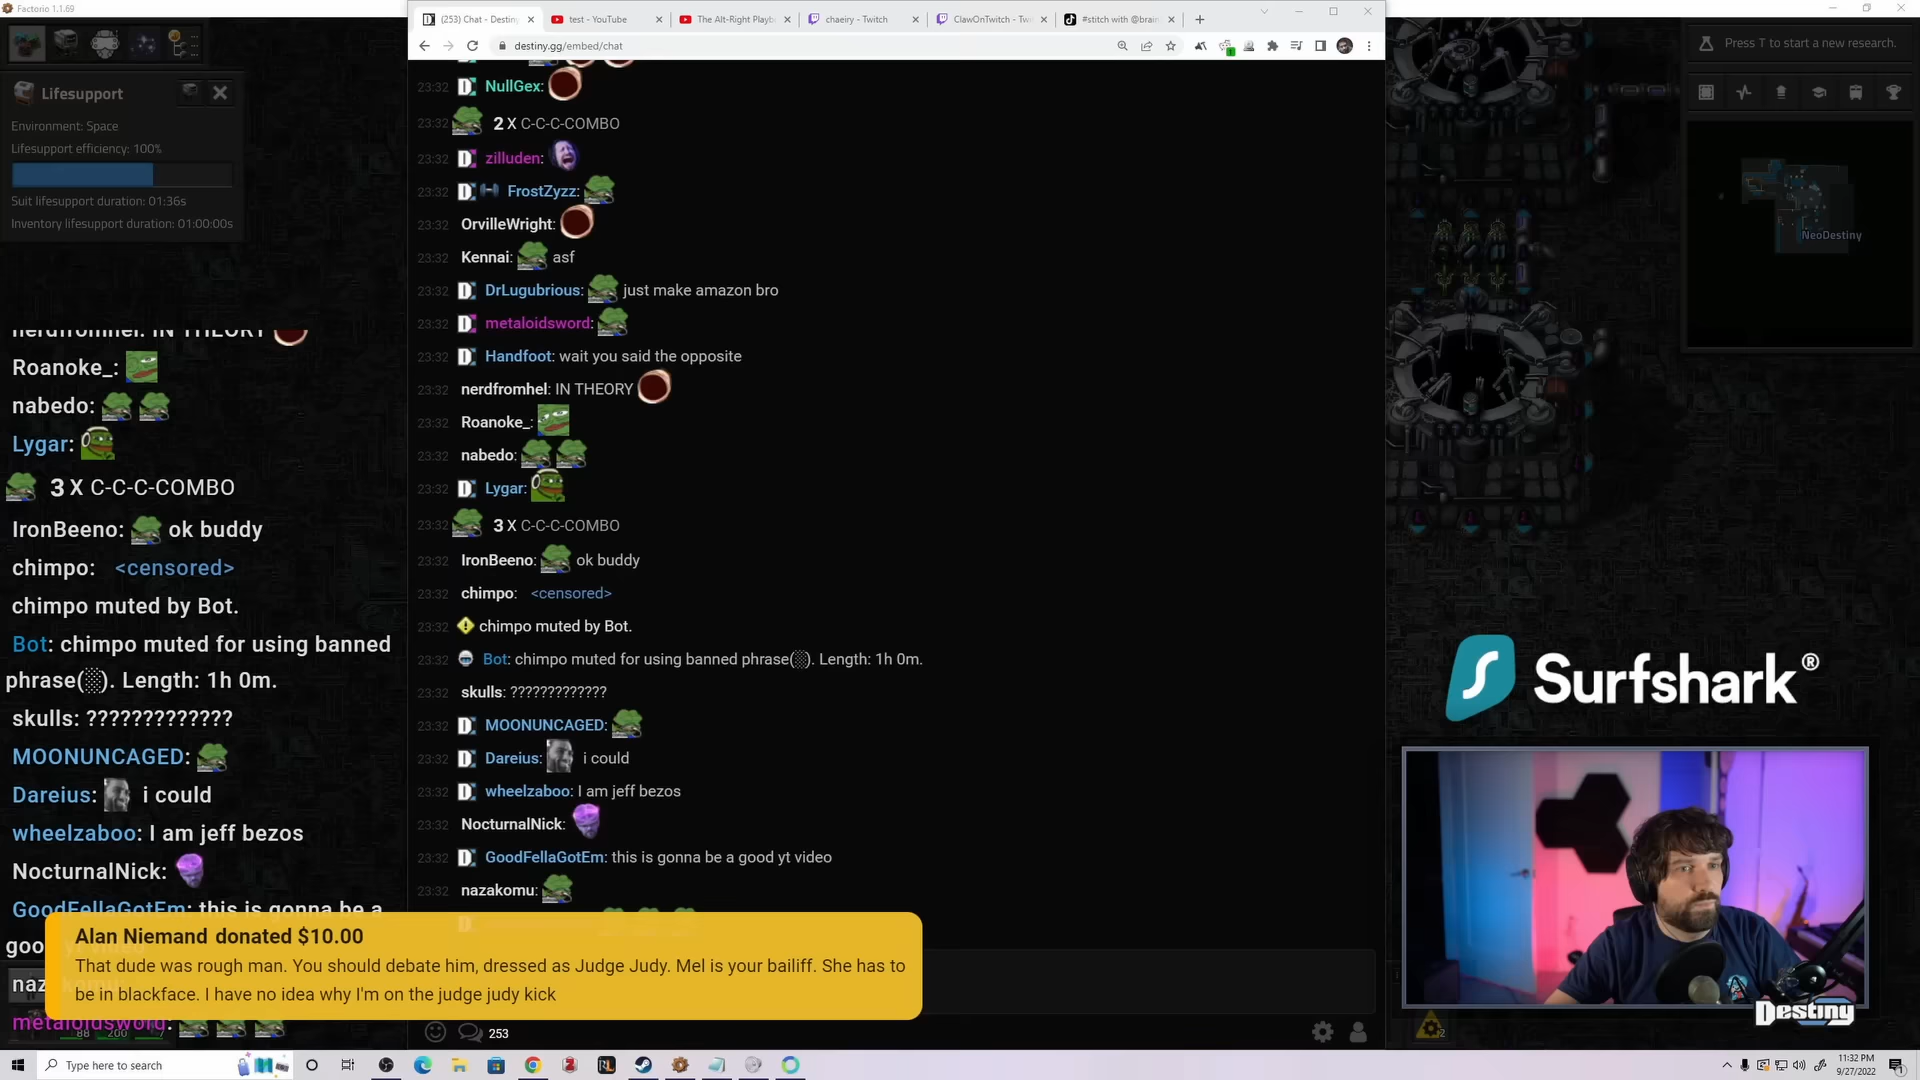 Factorio 1.1.69
Lifesupport
Environment: Space
Lifesupport efficiency: 100%
Suit lifesupport duration: 01:36s
Inventory lifesupport duration: 01:00:00s
nerdfromhel: IN THEORY
Roanoke_:
nabedo:
Lygar:
3 X C-C-C-COMBO
IronBeeno: ok buddy
chimpo: <censored>
chimpo muted by Bot.
Bot: chimpo muted for using banned
phrase(░). Length: 1h 0m.
skulls: ?????????????
MOONUNCAGED:
Dareius: i could
wheelzaboo: I am jeff bezos
NocturnalNick:
GoodFellaGotEm: this is gonna be a
metaloidsword:
88 200
(253) Chat - Destiny
test - YouTube
The Alt-Right Playb
chaeiry - Twitch
ClawOnTwitch - Tw
#stitch with @brain
destiny.gg/embed/chat
23:32 NullGex:
23:32 2 X C-C-C-COMBO
23:32 zilluden:
23:32 FrostZyzz:
23:32 OrvilleWright:
23:32 Kennai: asf
23:32 DrLugubrious: just make amazon bro
23:32 metaloidsword:
23:32 Handfoot: wait you said the opposite
23:32 nerdfromhel: IN THEORY
23:32 Roanoke_:
23:32 nabedo:
23:32 Lygar:
23:32 3 X C-C-C-COMBO
23:32 IronBeeno: ok buddy
23:32 chimpo: <censored>
23:32 chimpo muted by Bot.
23:32 Bot: chimpo muted for using banned phrase(░). Length: 1h 0m.
23:32 skulls: ?????????????
23:32 MOONUNCAGED:
23:32 Dareius: i could
23:32 wheelzaboo: I am jeff bezos
23:32 NocturnalNick:
23:32 GoodFellaGotEm: this is gonna be a good yt video
23:32 nazakomu:
Alan Niemand donated $10.00
That dude was rough man. You should debate him, dressed as Judge Judy. Mel is your bailiff. She has to
be in blackface. I have no idea why I'm on the judge judy kick
253
Press T to start a new research.
NeoDestiny
Surfshark®
Destiny
2
Type here to search
11:32 PM
9/27/2022